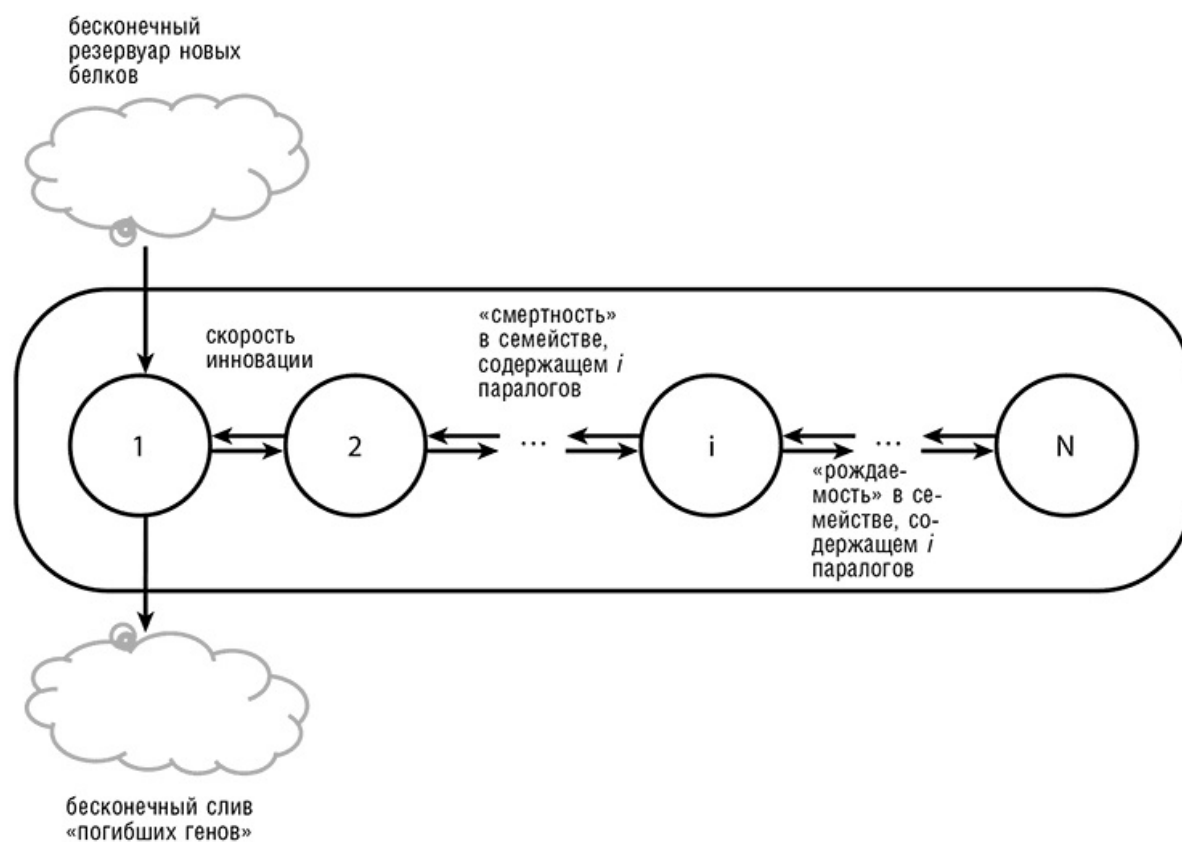 бесконечный
резервуар новых
белков
скорость
инновации
«смертность»
в семействе,
содержащем i
паралогов
1
2
...
i
...
N
«рождае-
мость» в се-
мействе, со-
держащем i
паралогов
бесконечный слив
«погибших генов»